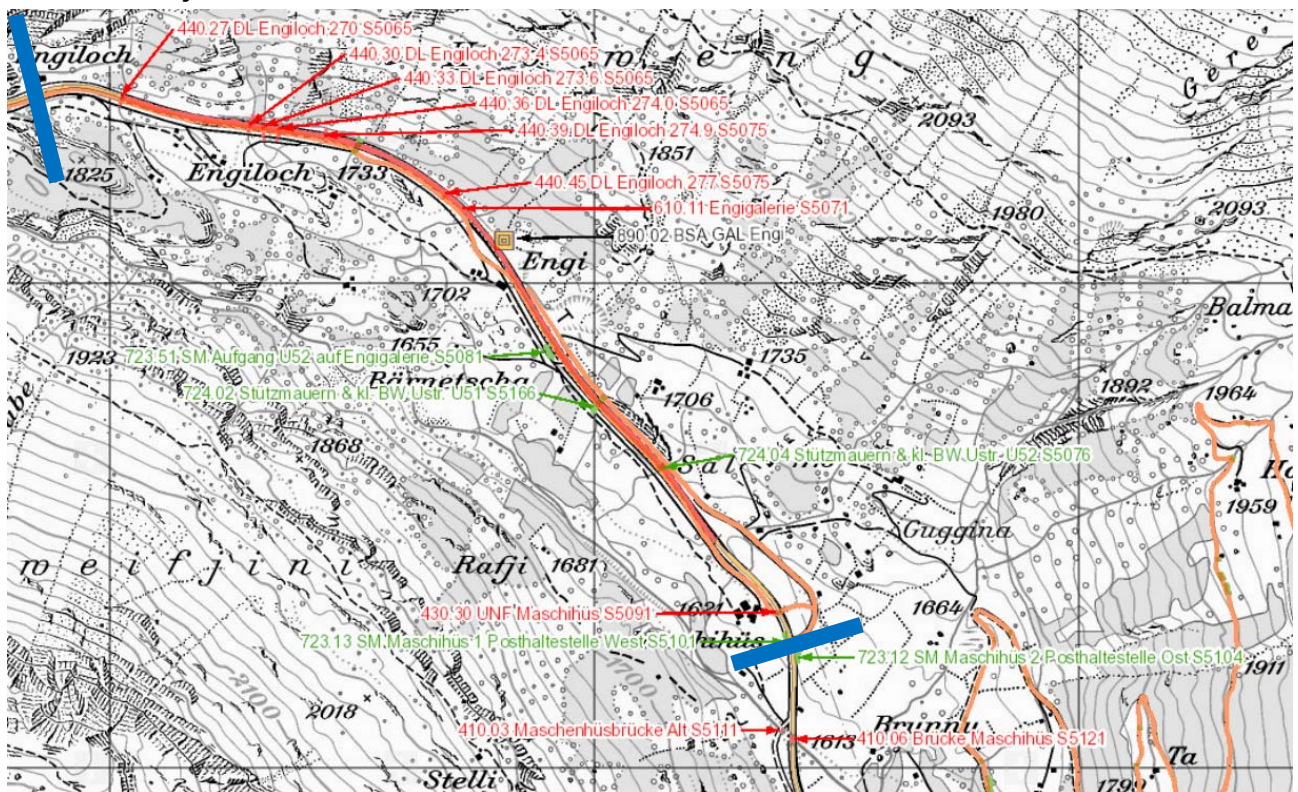 Engiloch
440.27 DL Engiloch 270 S5065
440.30 DL Engiloch 273.4 S5065
440.33 DL Engiloch 273.6 S5065
440.36 DL Engiloch 274.0 S5065
440.39 DL Engiloch 274.9 S5075
w e n g
Gere
2093
1851
1825
Engiloch
1733
440.45 DL Engiloch 277 S5075
610.11 Engigalerie S5071
1980
2093
890.02 BSA GAL Engi
Engi
1702
Balma
1923
1655
723.51 SM Aufgang U52 auf Engigalerie S5081
1735
724.02 Stützmauern & kl. BW Ustr. U51 S5166
1706
1892
1964
1868
724.04 Stützmauern & kl. BW Ustr. U52 S5076
1959
Guggina
w e i f j i n i
Rafji
1681
430.30 UNF Maschihüs S5091
1621
1664
723.13 SM Maschihüs 1 Posthaltestelle West S5101
723.12 SM Maschihüs 2 Posthaltestelle Ost S5104
1911
1700
2100
2018
410.03 Maschenhüsbrücke Alt S5111
Brunnu
1613
410.06 Brücke Maschihüs S5121
Stelli
Ta
1799